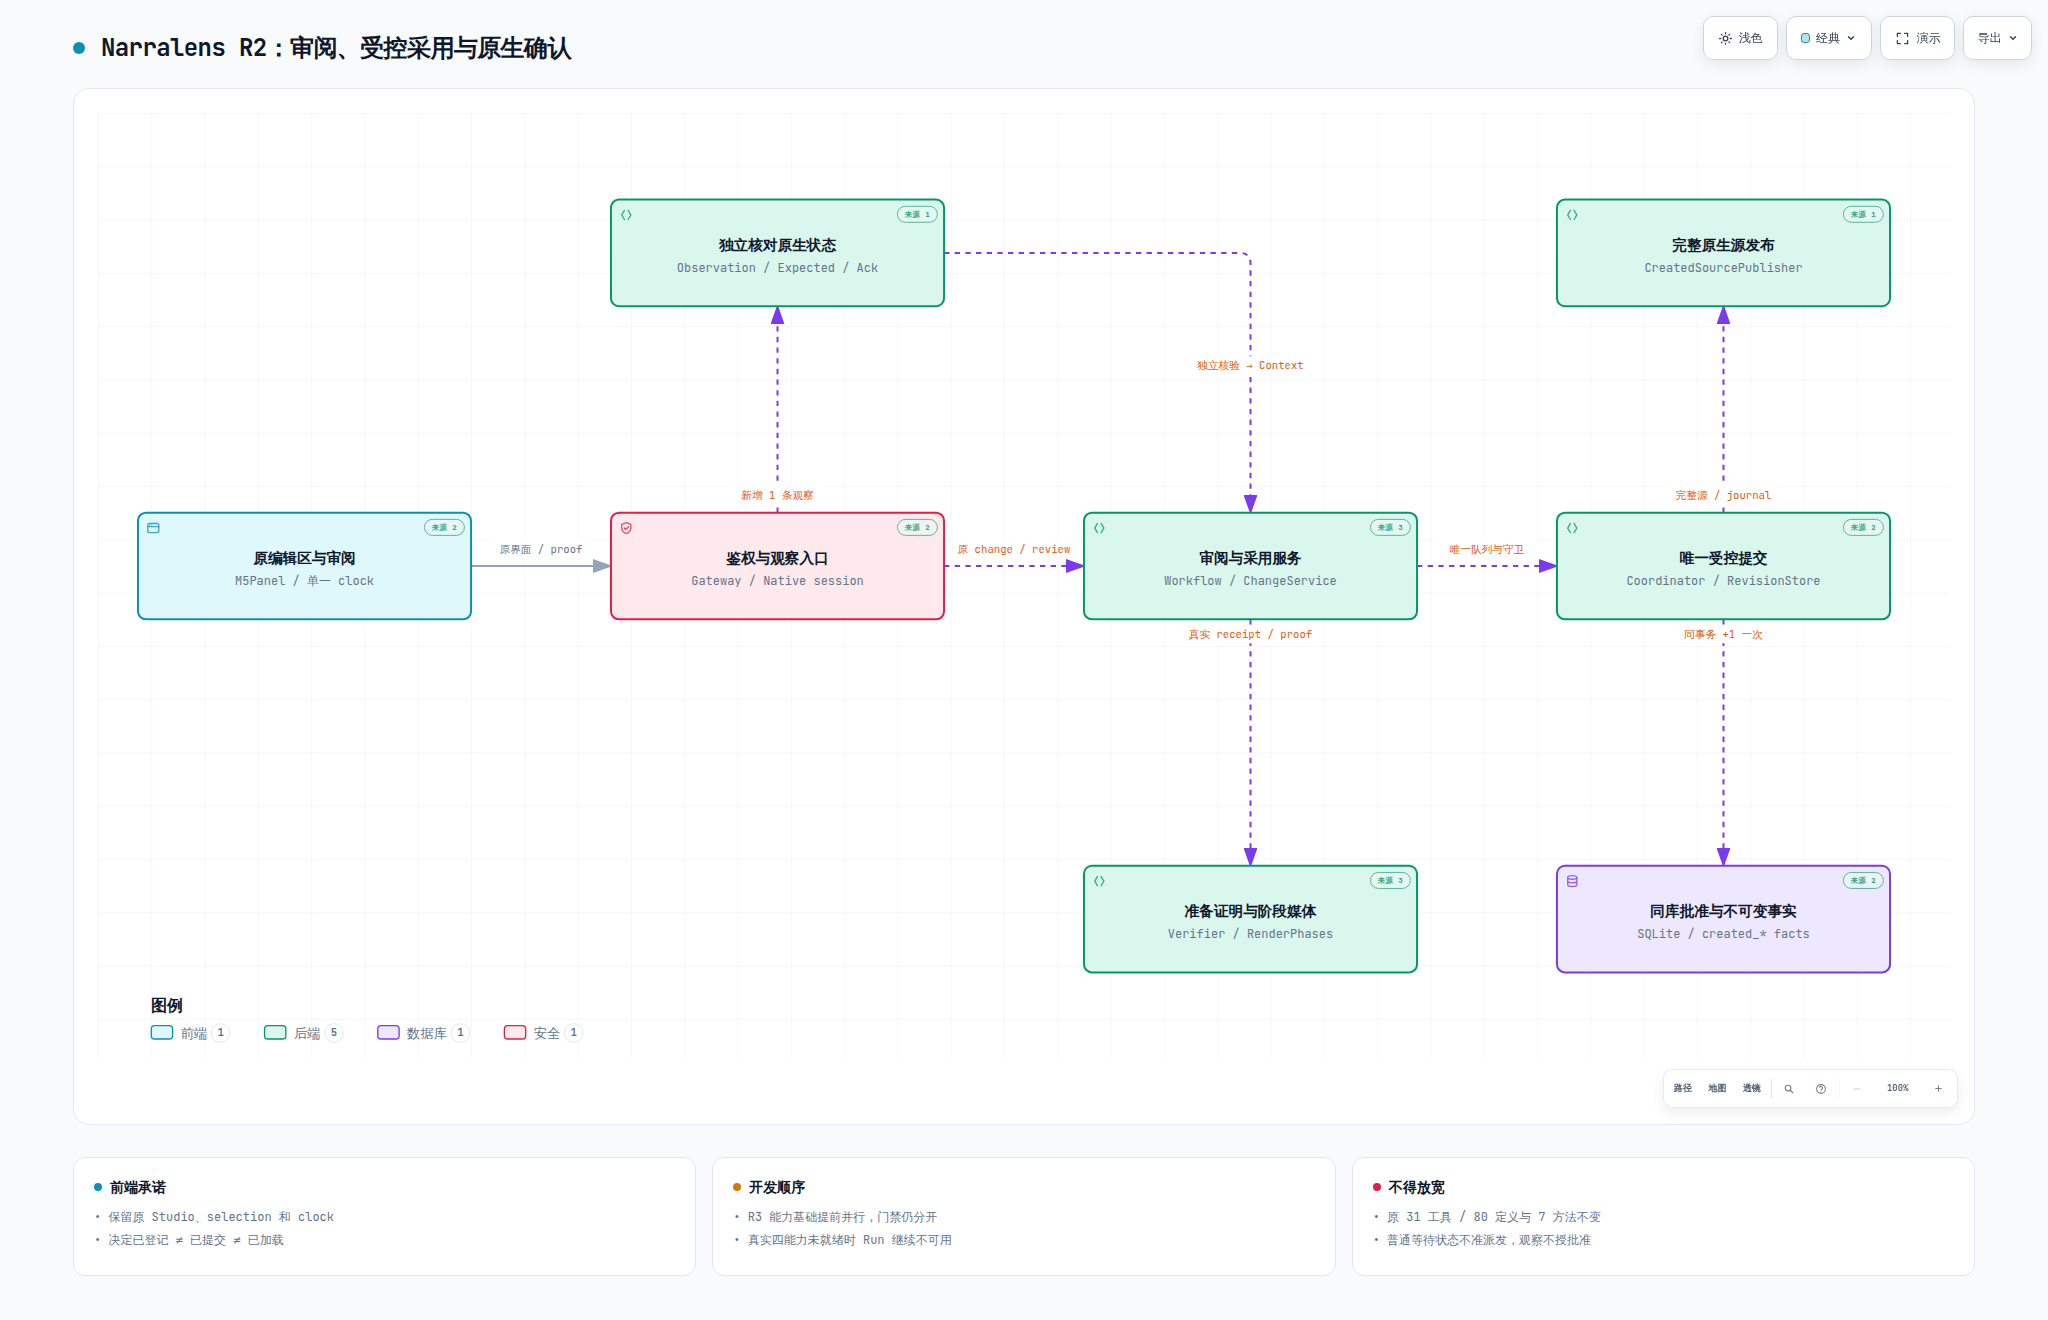 Narralens R2：审阅、受控采用与原生确认
浅色
经典
演示
导出
来源 1
独立核对原生状态
Observation / Expected / Ack
来源 1
完整原生源发布
CreatedSourcePublisher
独立核验 → Context
新增 1 条观察
完整源 / journal
来源 2
原编辑区与审阅
M5Panel / 单一 clock
原界面 / proof
来源 2
鉴权与观察入口
Gateway / Native session
原 change / review
来源 3
审阅与采用服务
Workflow / ChangeService
唯一队列与守卫
来源 2
唯一受控提交
Coordinator / RevisionStore
真实 receipt / proof
同事务 +1 一次
来源 3
准备证明与阶段媒体
Verifier / RenderPhases
来源 2
同库批准与不可变事实
SQLite / created_* facts
图例
前端 1
后端 5
数据库 1
安全 1
路径
地图
透镜
100%
前端承诺
• 保留原 Studio、selection 和 clock
• 决定已登记 ≠ 已提交 ≠ 已加载
开发顺序
• R3 能力基础提前并行，门禁仍分开
• 真实四能力未就绪时 Run 继续不可用
不得放宽
• 原 31 工具 / 80 定义与 7 方法不变
• 普通等待状态不准派发，观察不授批准